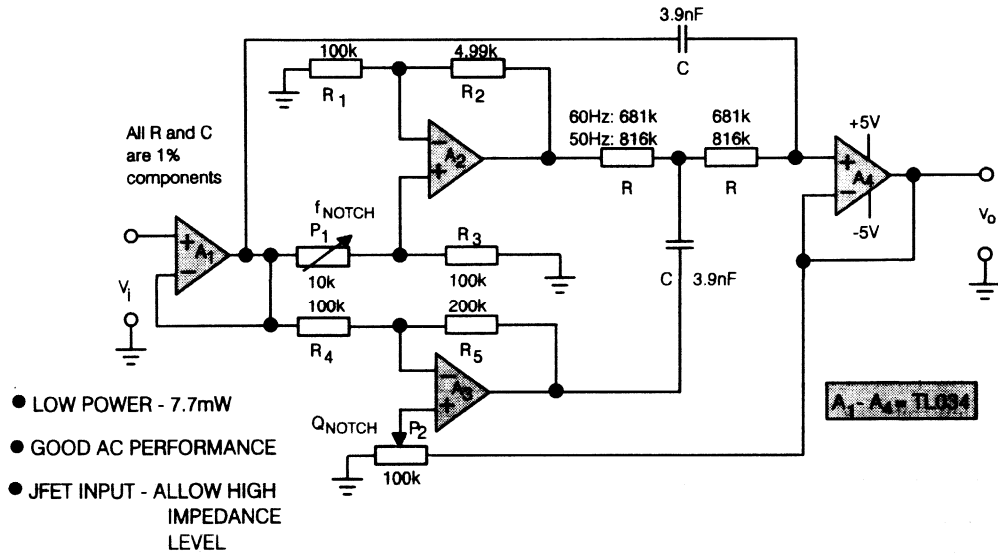 3.9nF
C
100k
R1
4.99k
R2
60Hz: 681k
50Hz: 816k
R
681k
816k
R
All R and C
are 1%
components
A2
+5V
A4
-5V
Vo
fNOTCH
P1
10k
R3
100k
A1
Vi
100k
R4
200k
R5
C 3.9nF
A3
QNOTCH
P2
100k
A1-A4= TL034
● LOW POWER - 7.7mW
● GOOD AC PERFORMANCE
● JFET INPUT - ALLOW HIGH
IMPEDANCE
LEVEL